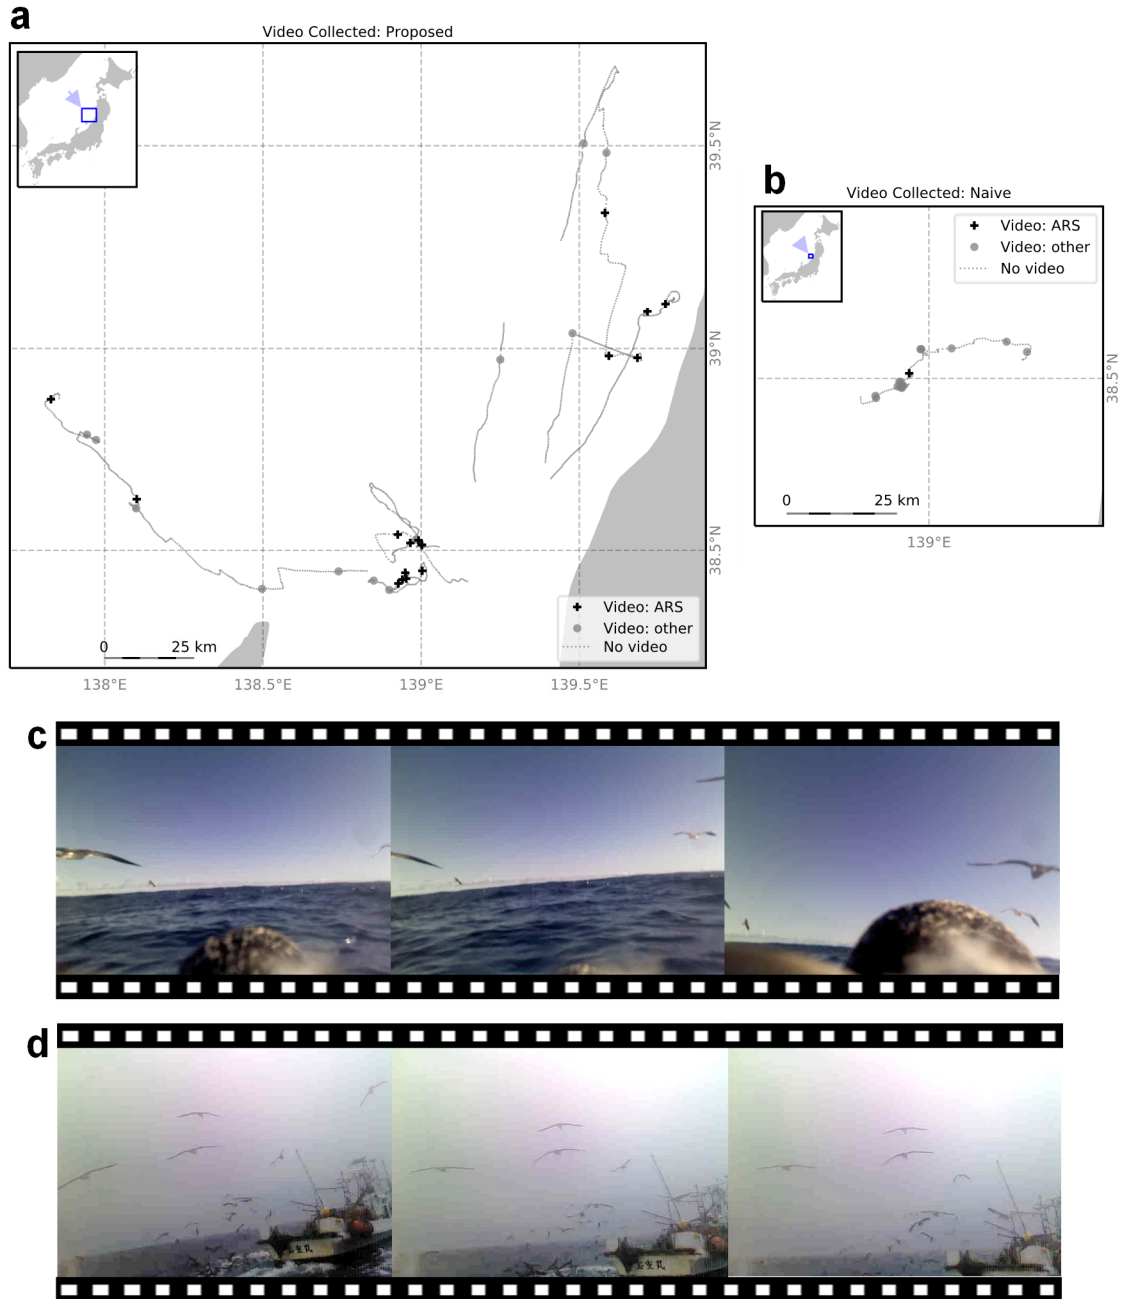 a
Video Collected: Proposed
39.5°N
39°N
38.5°N
Video: ARS
Video: other
No video
0 25 km
138°E 138.5°E 139°E 139.5°E
b
Video Collected: Naive
Video: ARS
Video: other
No video
38.5°N
0 25 km
139°E
c
d